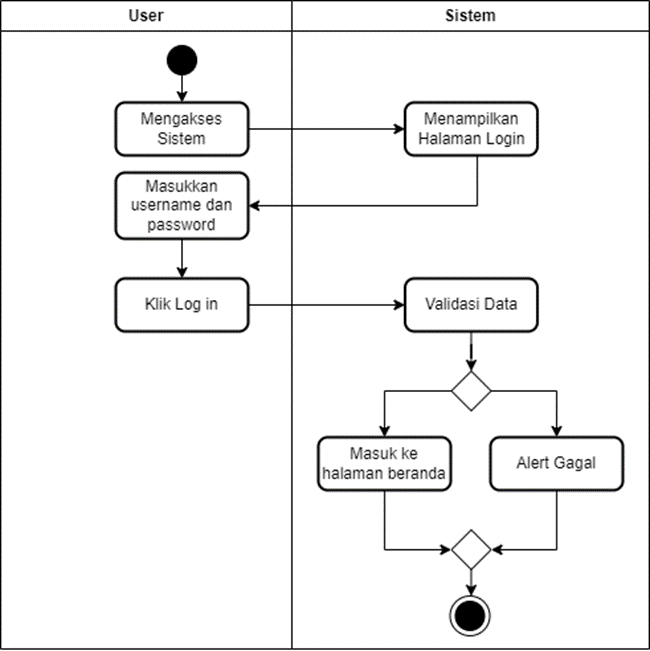 User
Sistem
Mengakses
Sistem
Menampilkan
Halaman Login
Masukkan
username dan
password
Klik Log in
Validasi Data
Masuk ke
halaman beranda
Alert Gagal